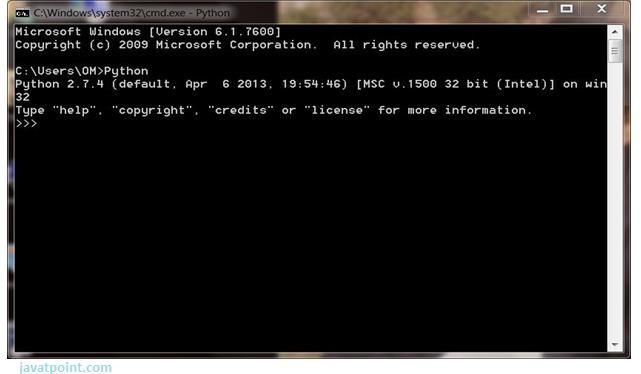 C:\Windows\system32\cmd.exe - Python
Microsoft Windows [Version 6.1.7600]
Copyright (c) 2009 Microsoft Corporation.  All rights reserved.
C:\Users\OM>Python
Python 2.7.4 (default, Apr  6 2013, 19:54:46) [MSC v.1500 32 bit (Intel)] on win
32
Type "help", "copyright", "credits" or "license" for more information.
>>>
javatpoint.com